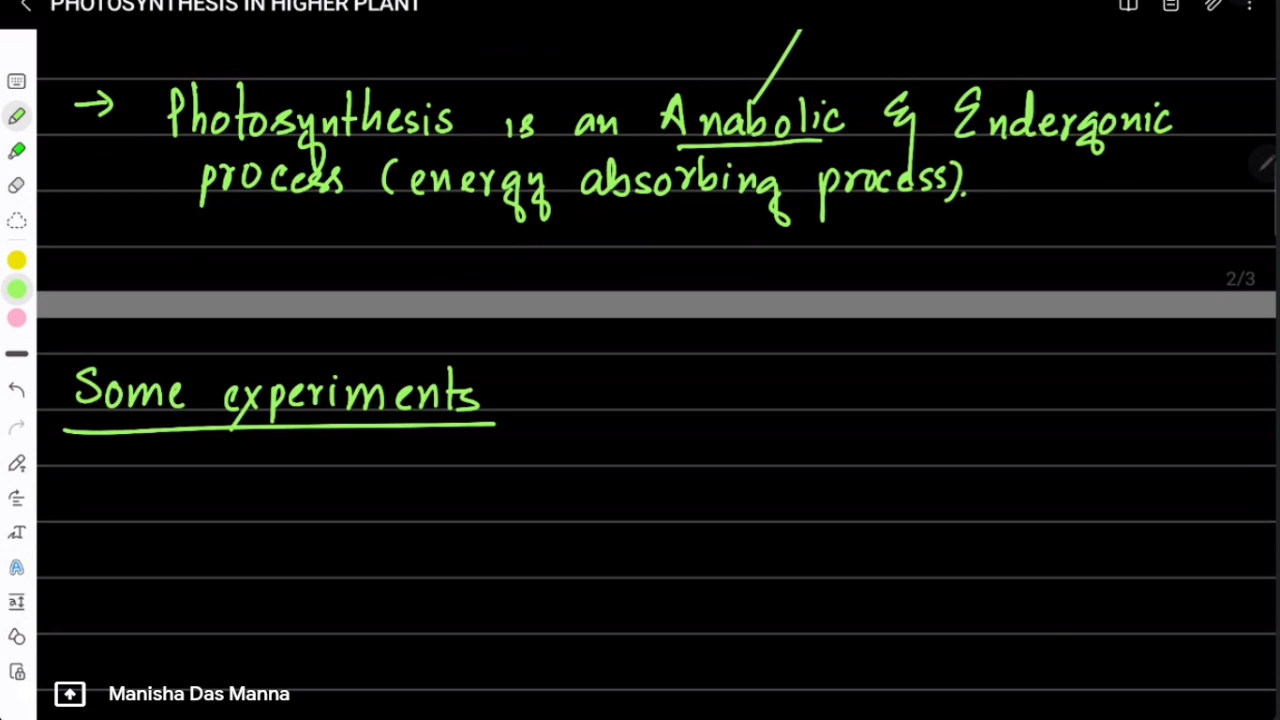 PHOTOSYNTHESIS IN HIGHER PLANT
→ Photosynthesis is an Anabolic & Endergonic
process (energy absorbing process).
2/3
Some experiments
Manisha Das Manna